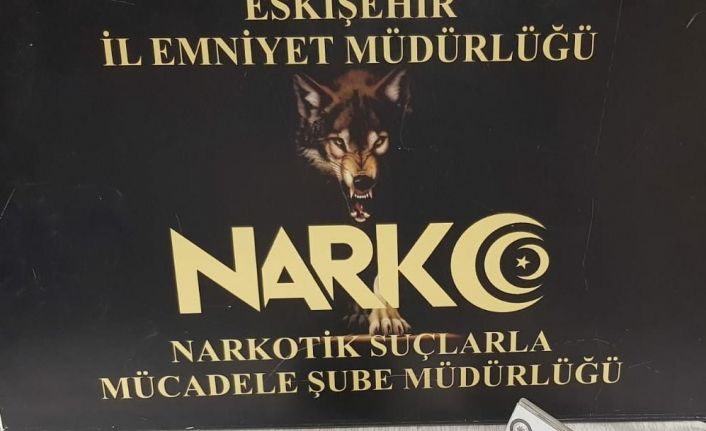 ESKİŞEHİR
İL EMNİYET MÜDÜRLÜĞÜ
NARKO
NARKOTİK SUÇLARLA
MÜCADELE ŞUBE MÜDÜRLÜĞÜ